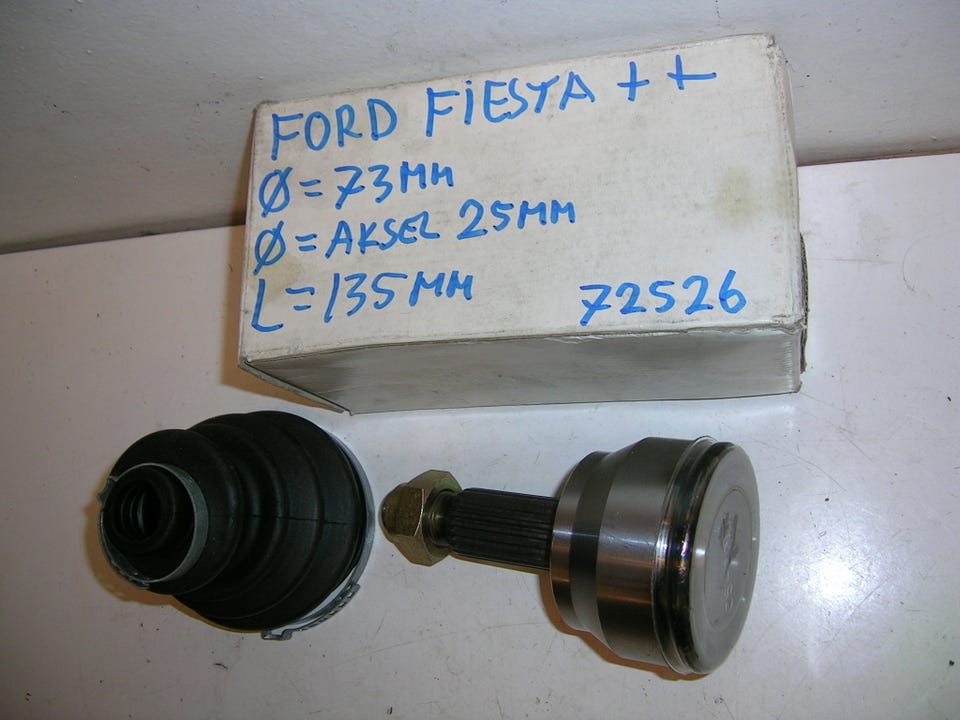 FORD FiESTA ++
Ø = 73MM
Ø = AKSEL 25MM
L = 135MM
72526